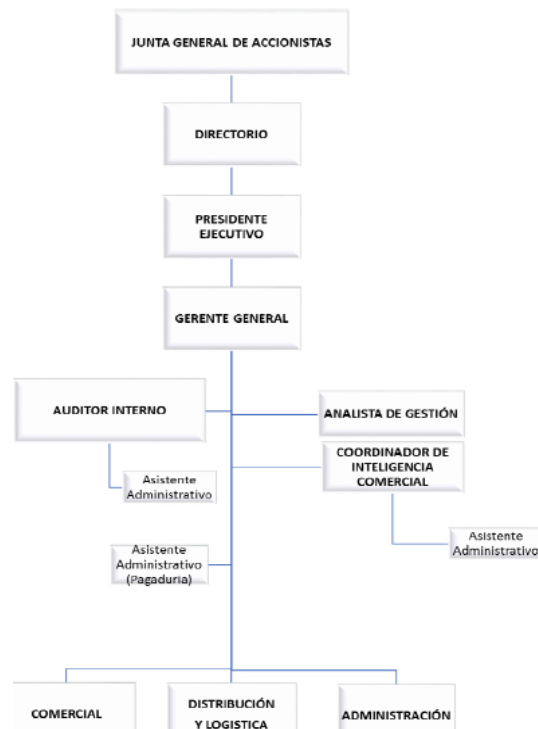 JUNTA GENERAL DE ACCIONISTAS
DIRECTORIO
PRESIDENTE
EJECUTIVO
GERENTE GENERAL
AUDITOR INTERNO
ANALISTA DE GESTIÓN
COORDINADOR DE
INTELIGENCIA
COMERCIAL
Asistente
Administrativo
Asistente
Administrativo
Asistente
Administrativo
(Pagaduria)
COMERCIAL
DISTRIBUCIÓN
Y LOGISTICA
ADMINISTRACIÓN